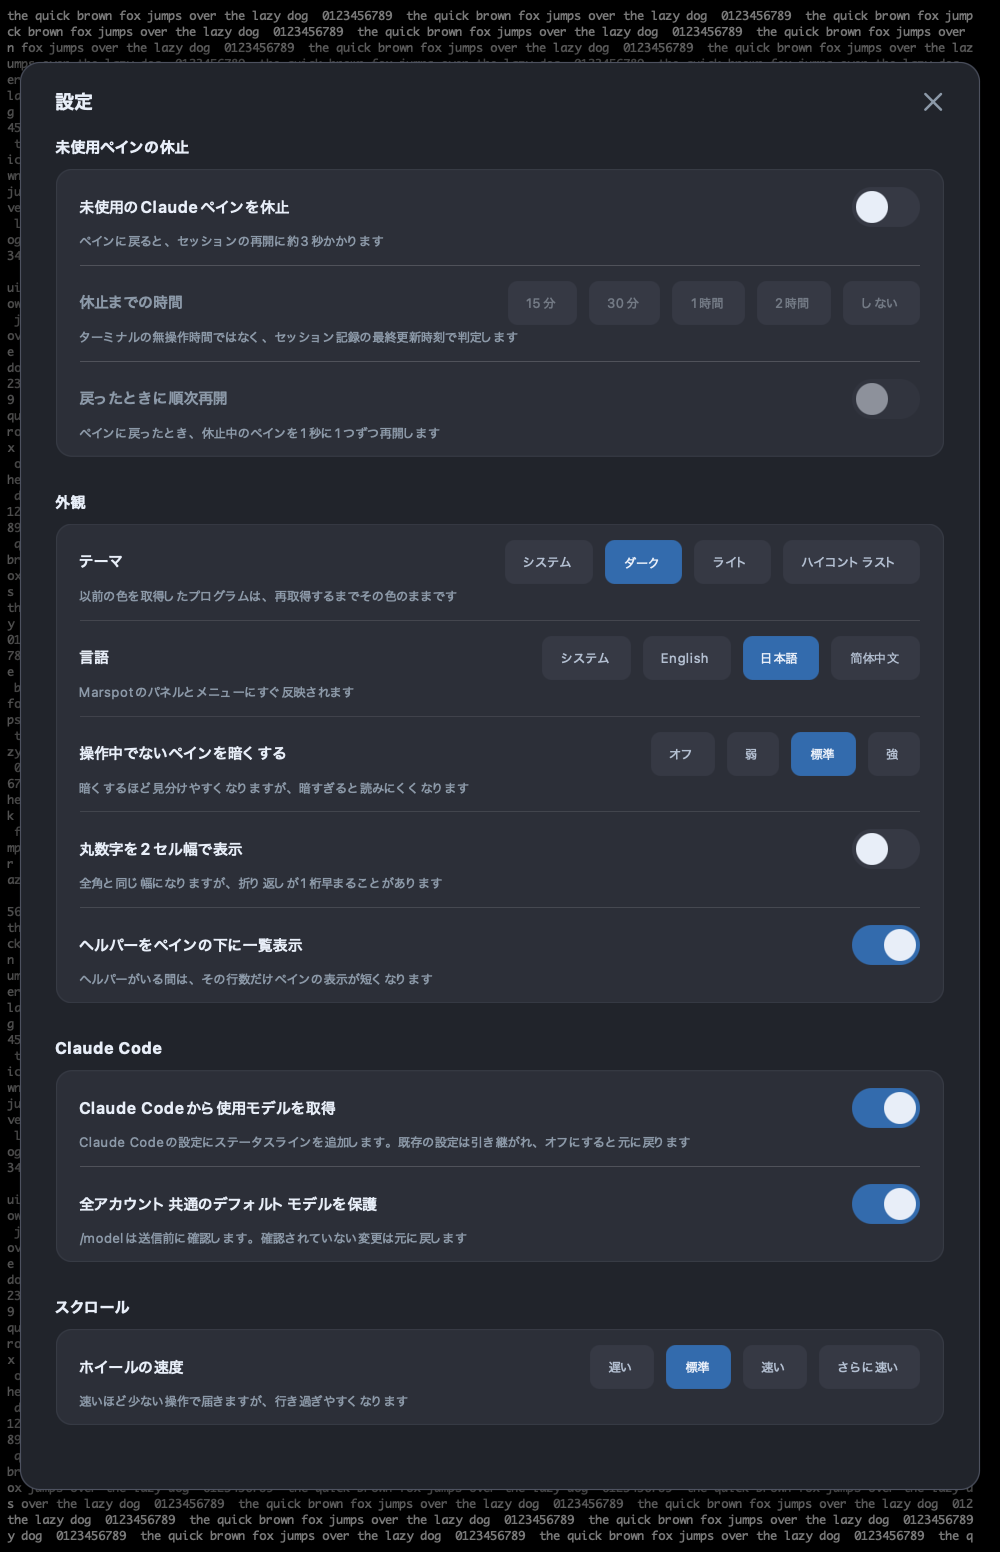 the quick brown fox jumps over the lazy dog  0123456789  the quick brown fox jumps over the lazy dog  0123456789  the quick brown fox jump
ck brown fox jumps over the lazy dog  0123456789  the quick brown fox jumps over the lazy dog  0123456789  the quick brown fox jumps over
n fox jumps over the lazy dog  0123456789  the quick brown fox jumps over the lazy dog  0123456789  the quick brown fox jumps over the laz
設定
未使用ペインの休止
未使用のClaudeペインを休止
ペインに戻ると、セッションの再開に約3秒かかります
休止までの時間 15分 30分 1時間 2時間 しない
ターミナルの無操作時間ではなく、セッション記録の最終更新時刻で判定します
戻ったときに順次再開
ペインに戻ったとき、休止中のペインを1秒に1つずつ再開します
外観
テーマ システム ダーク ライト ハイコントラスト
以前の色を取得したプログラムは、再取得するまでその色のままです
言語 システム English 日本語 简体中文
Marspotのパネルとメニューにすぐ反映されます
操作中でないペインを暗くする オフ 弱 標準 強
暗くするほど見分けやすくなりますが、暗すぎると読みにくくなります
丸数字を2セル幅で表示
全角と同じ幅になりますが、折り返しが1桁早まることがあります
ヘルパーをペインの下に一覧表示
ヘルパーがいる間は、その行数だけペインの表示が短くなります
Claude Code
Claude Codeから使用モデルを取得
Claude Codeの設定にステータスラインを追加します。既存の設定は引き継がれ、オフにすると元に戻ります
全アカウント共通のデフォルトモデルを保護
/modelは送信前に確認します。確認されていない変更は元に戻します
スクロール
ホイールの速度 遅い 標準 速い さらに速い
速いほど少ない操作で届きますが、行き過ぎやすくなります
s over the lazy dog  0123456789  the quick brown fox jumps over the lazy dog  0123456789  the quick brown fox jumps over the lazy dog  012
the lazy dog  0123456789  the quick brown fox jumps over the lazy dog  0123456789  the quick brown fox jumps over the lazy dog  0123456789
y dog  0123456789  the quick brown fox jumps over the lazy dog  0123456789  the quick brown fox jumps over the lazy dog  0123456789  the q